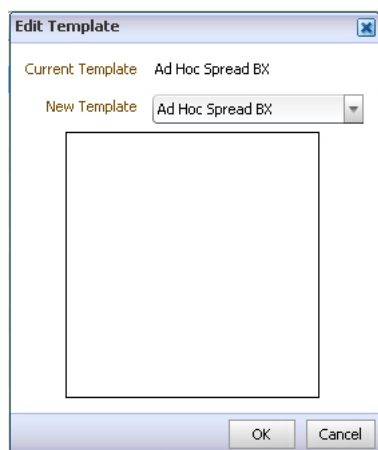 Edit Template
Current Template Ad Hoc Spread BX
New Template Ad Hoc Spread BX
OK Cancel